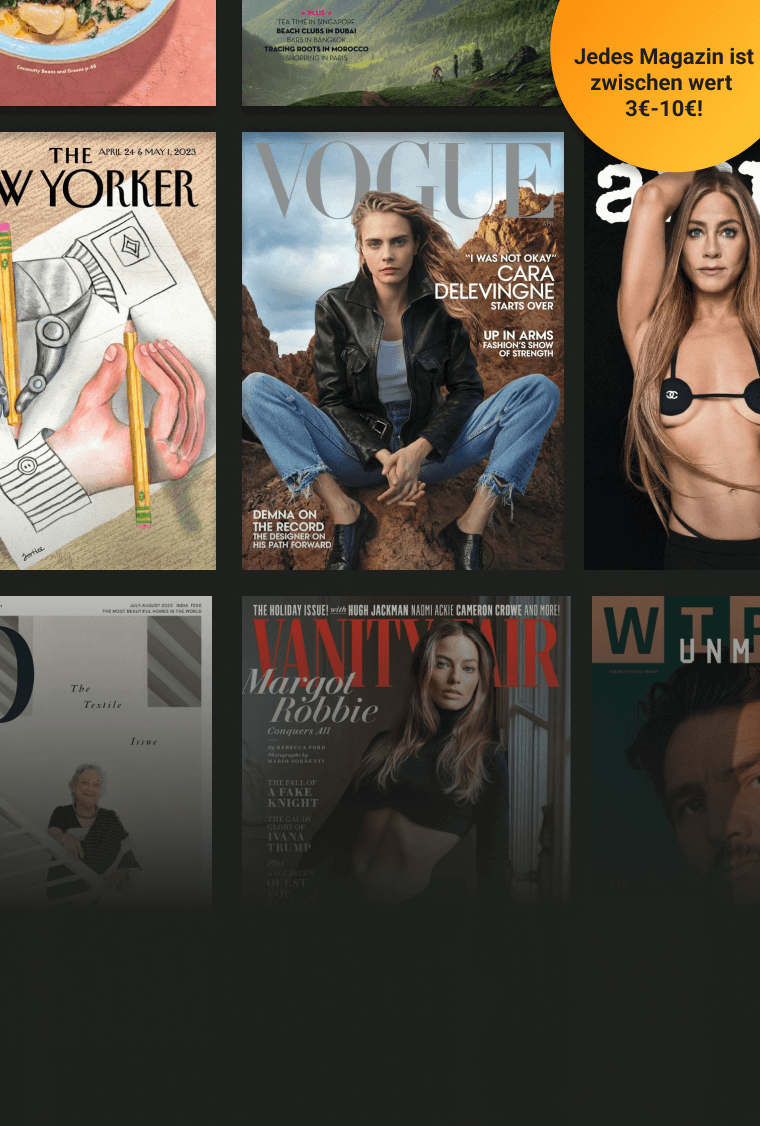 Comforty Beans and Greens p.48
+ PLUS +
TEA TIME IN SINGAPORE
BEACH CLUBS IN DUBAI
BARS IN BANGKOK
TRACING ROOTS IN MOROCCO
SHOPPING IN PARIS
Jedes Magazin ist
zwischen wert
3€-10€!
THE
APRIL 24 & MAY 1, 2023
W YORKER
VOGUE
"I WAS NOT OKAY"
CARA
DELEVINGNE
STARTS OVER
UP IN ARMS
FASHION'S SHOW
OF STRENGTH
DEMNA ON
THE RECORD
THE DESIGNER ON
HIS PATH FORWARD
JULY-AUGUST 2023
THE MOST BEAUTIFUL HOMES IN THE WORLD
The
Textile
Issue
THE HOLIDAY ISSUE! with HUGH JACKMAN NAOMI ACKIE CAMERON CROWE AND MORE!
VANITY FAIR
Margot
Robbie
Conquers All
By REBECCA FORD
Photographs by
MARIO SORRENTI
THE FALL OF
A FAKE
KNIGHT
THE GAUDY
GLORY OF
IVANA
TRUMP
Plus
QUEST
FOR
WTF
UNM